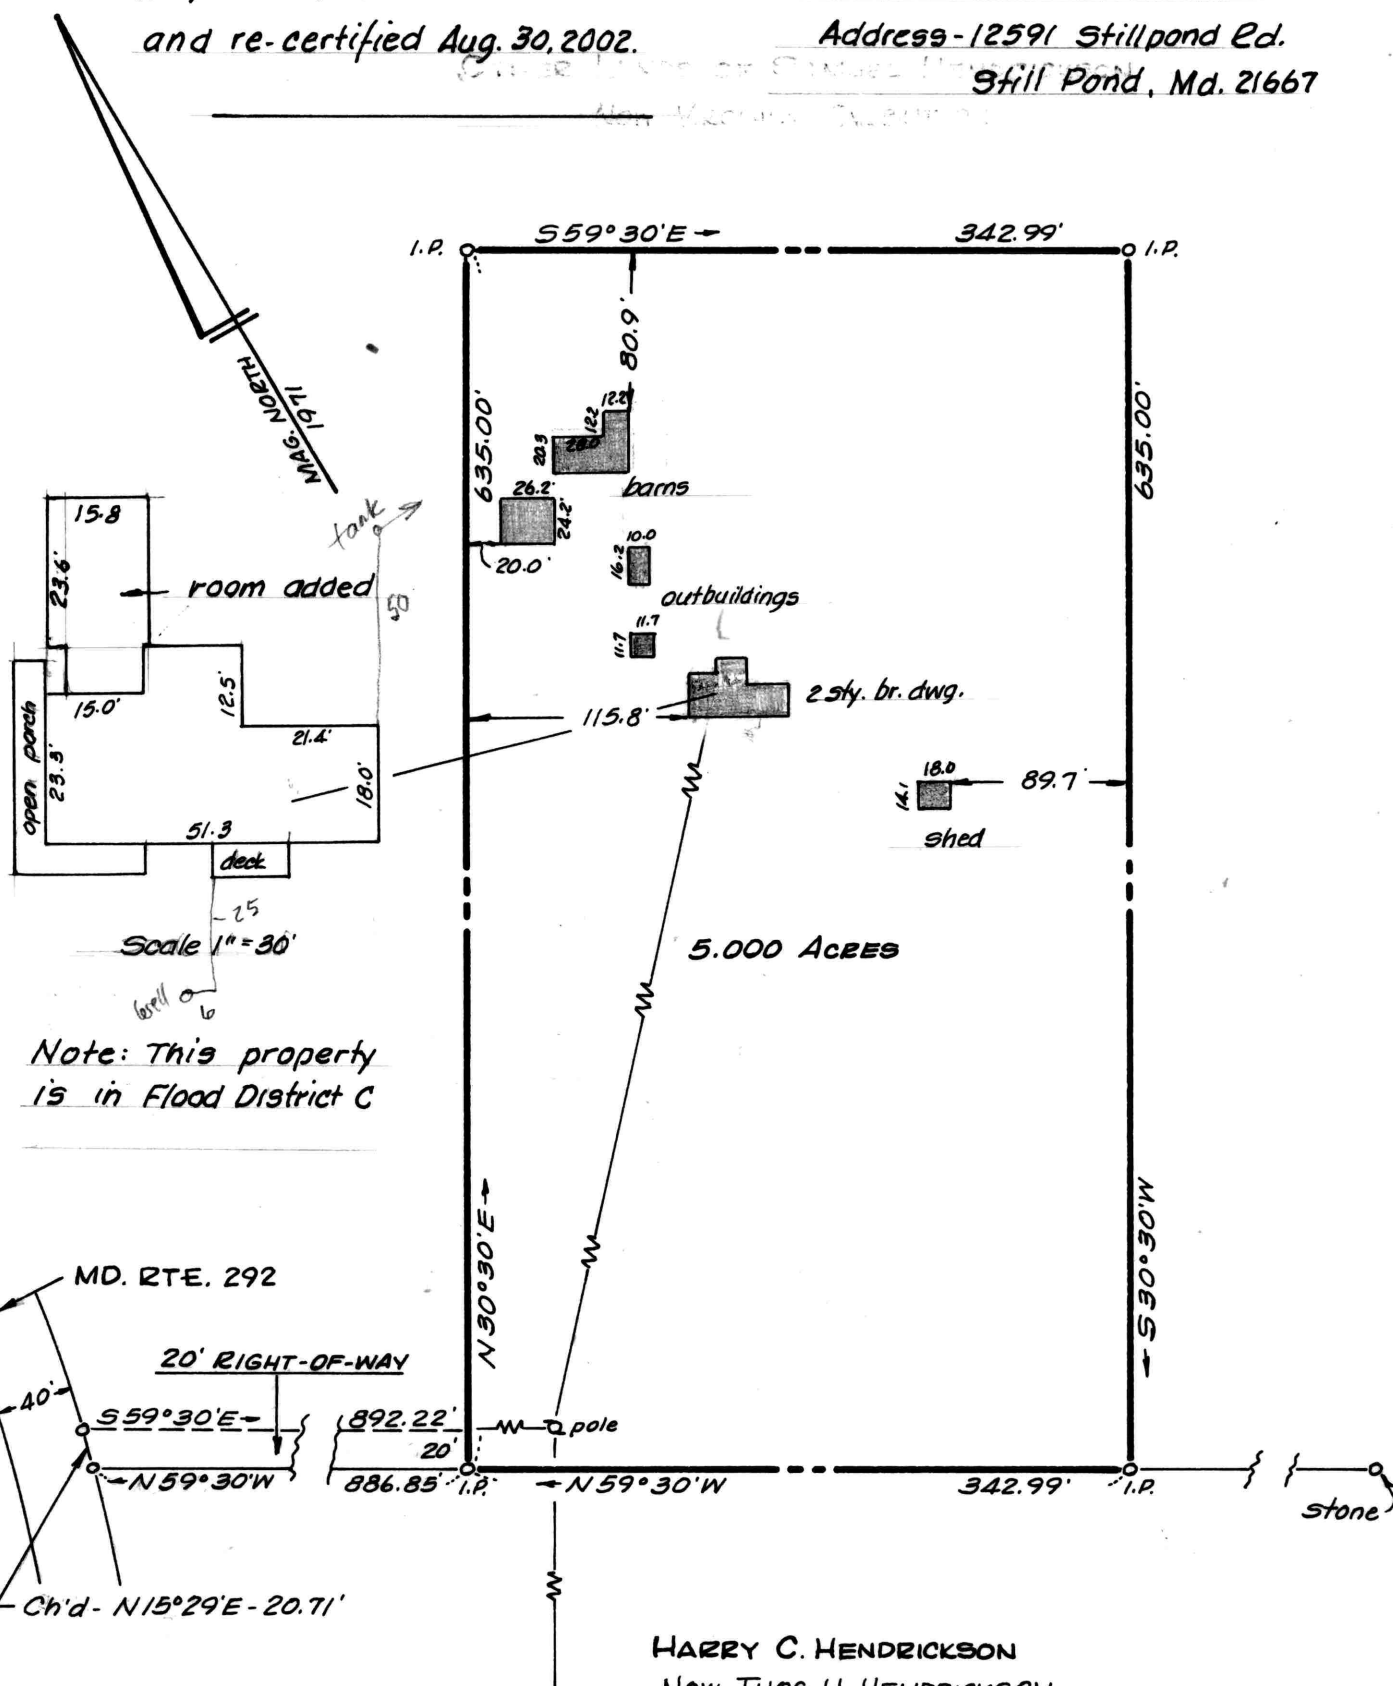 and re-certified Aug. 30, 2002.
Address-12591 Stillpond Rd.
Still Pond, Md. 21667
MAG. NORTH
1971
I.P.
S59°30'E
342.99'
I.P.
80.9'
635.00'
635.00'
12.2'
12.2
20.3
28.0
barns
26.2'
24.2'
20.0'
10.0
16.2
outbuildings
11.7
11.7
2 sty. br. dwg.
115.8'
18.0
14.1
89.7'
shed
15.8
23.6'
room added
tank
50
15.0'
12.5'
21.4'
open porch
23.3'
18.0'
51.3
deck
25
Scale 1"=30'
well
6
5.000 ACRES
Note: This property
is in Flood District C
N30°30'E
S30°30'W
MD. RTE. 292
20' RIGHT-OF-WAY
40'
S59°30'E
892.22'
pole
20'
N59°30'W
886.85'
I.P.
N59°30'W
342.99'
I.P.
stone
Ch'd- N15°29'E-20.71'
HARRY C. HENDRICKSON
NOW THOS. H. HENDRICKSON